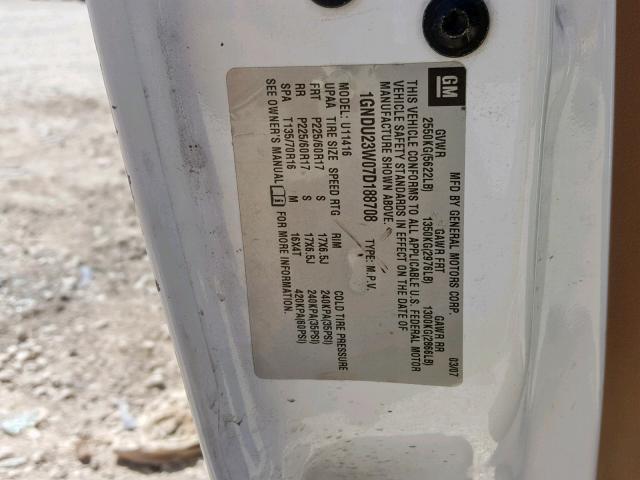 GM
MFD BY GENERAL MOTORS CORP. 03/07
GVWR GAWR FRT GAWR RR
2550KG(5622LB) 1350KG(2976LB) 1300KG(2866LB)
THIS VEHICLE CONFORMS TO ALL APPLICABLE U.S. FEDERAL MOTOR
VEHICLE SAFETY STANDARDS IN EFFECT ON THE DATE OF
MANUFACTURE SHOWN ABOVE.
1GNDU23W07D188708 TYPE: M.P.V.
MODEL: U11416
UPAA TIRE SIZE SPEED RTG RIM COLD TIRE PRESSURE
FRT P225/60R17 S 17X6.5J 240KPA(35PSI)
RR P225/60R17 S 17X6.5J 240KPA(35PSI)
SPA T135/70R16 M 16X4T 420KPA(60PSI)
SEE OWNER'S MANUAL FOR MORE INFORMATION.